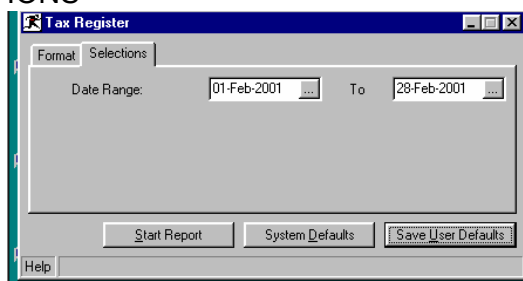 IONS
Tax Register
Format Selections
Date Range: 01-Feb-2001 ... To 28-Feb-2001 ...
Start Report System Defaults Save User Defaults
Help